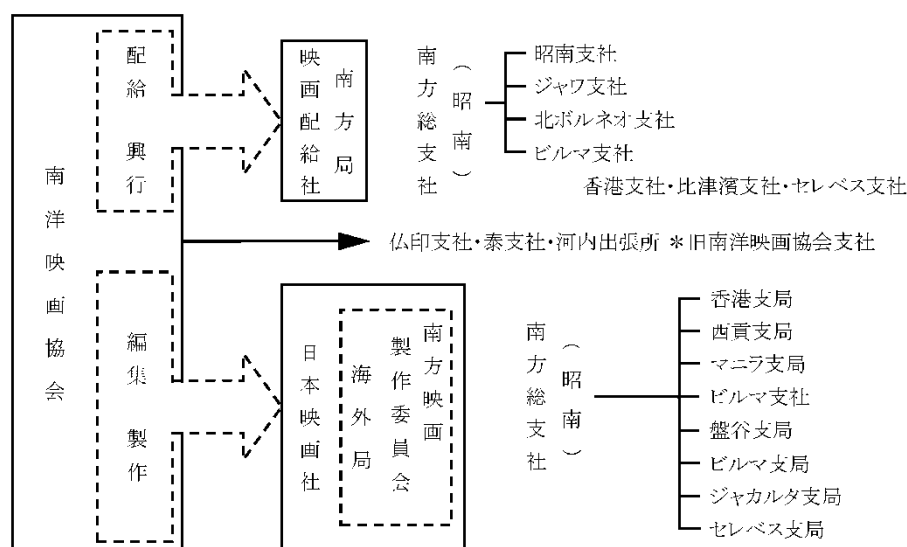 南洋映画協会
配給 興行
編集 製作
映画配給社
南方局
南方総支社
（昭南）
昭南支社
ジャワ支社
北ボルネオ支社
ビルマ支社
香港支社・比津濱支社・セレベス支社
仏印支社・泰支社・河内出張所 ＊旧南洋映画協会支社
日本映画社
南方映画
製作委員会
海外局
南方総支社
（昭南）
香港支局
西貢支局
マニラ支局
ビルマ支社
盤谷支局
ビルマ支局
ジャカルタ支局
セレベス支局